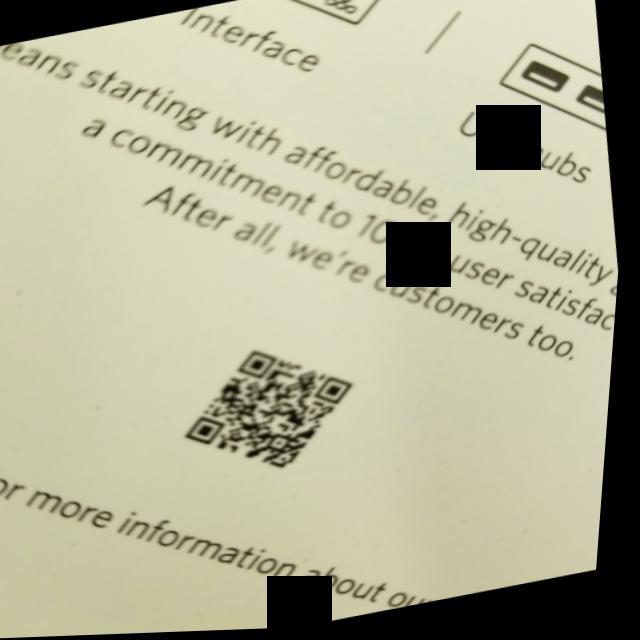 Interface
eans starting with affordable, high-quality
a commitment to 10 user satisfac
After all, we're customers too.
or more information about ou